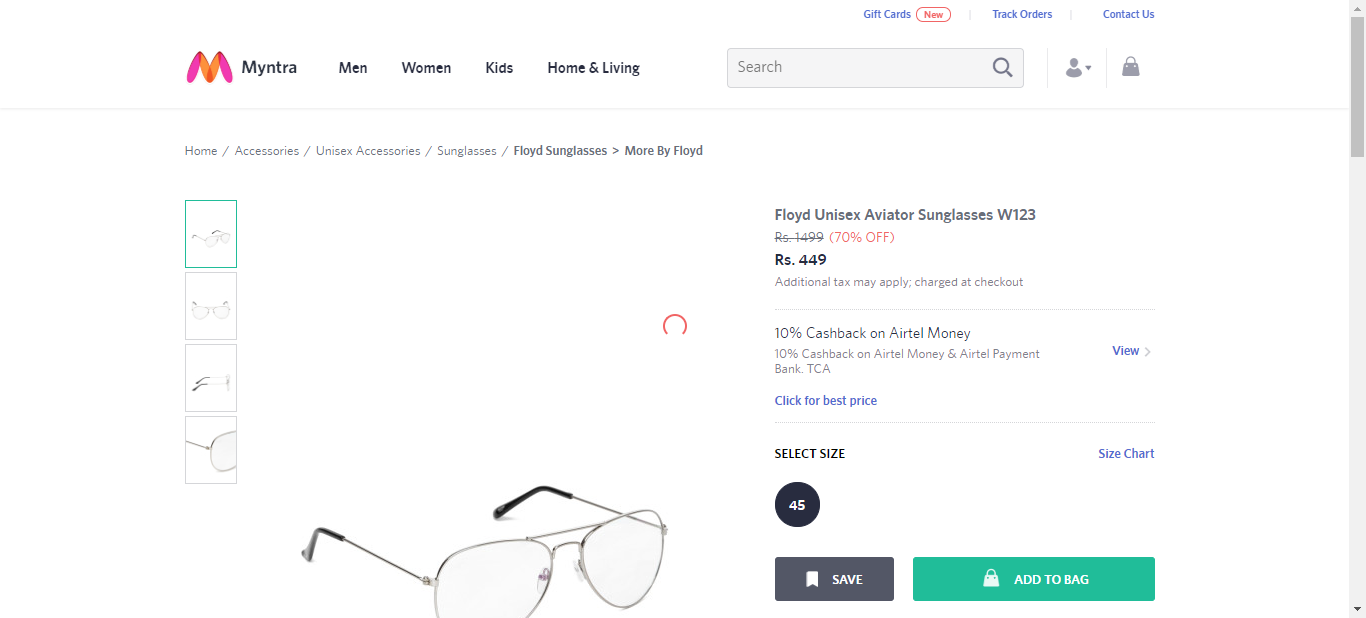 Gift Cards New | Track Orders | Contact Us
Myntra Men Women Kids Home & Living Search
Home / Accessories / Unisex Accessories / Sunglasses / Floyd Sunglasses > More By Floyd
Floyd Unisex Aviator Sunglasses W123
Rs. 1499 (70% OFF)
Rs. 449
Additional tax may apply; charged at checkout
10% Cashback on Airtel Money
10% Cashback on Airtel Money & Airtel Payment
Bank. TCA
View >
Click for best price
SELECT SIZE Size Chart
45
SAVE ADD TO BAG